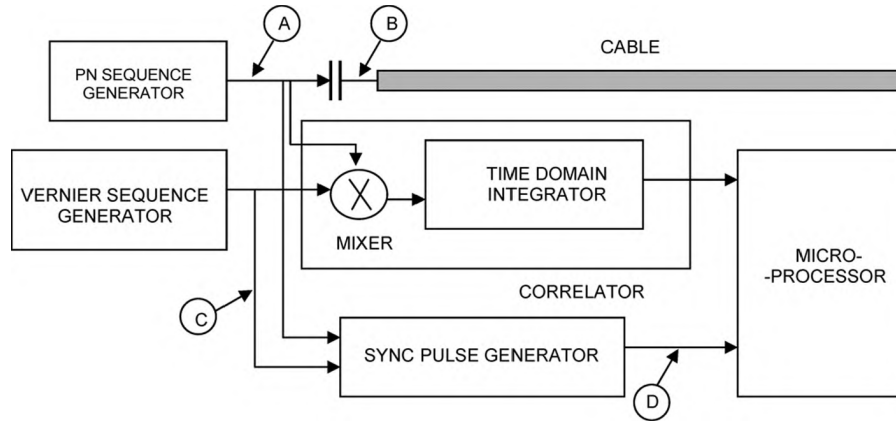 A
B
CABLE
PN SEQUENCE
GENERATOR
TIME DOMAIN
INTEGRATOR
VERNIER SEQUENCE
GENERATOR
X
MIXER
MICRO-
-PROCESSOR
CORRELATOR
C
SYNC PULSE GENERATOR
D